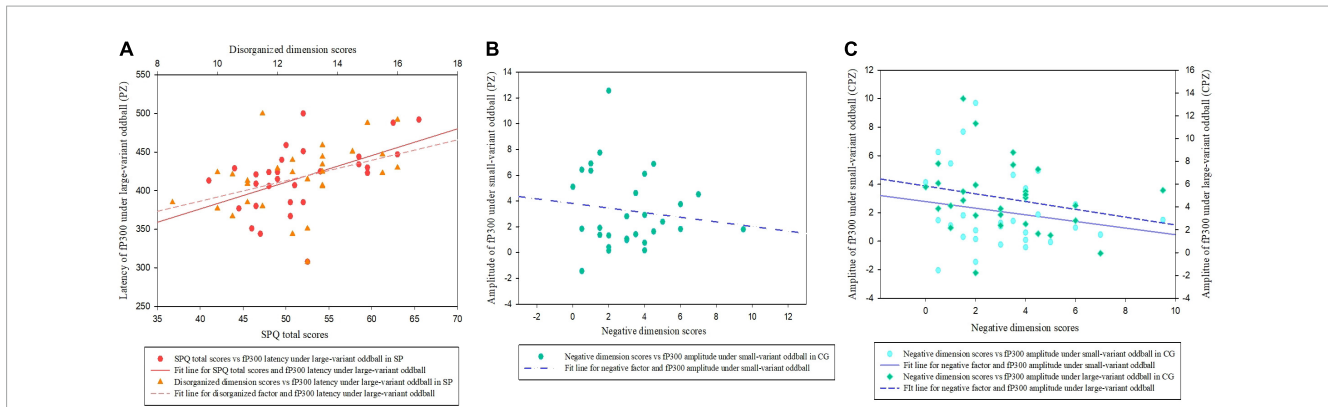 A
Disorganized dimension scores
8 10 12 14 16 18
Latency of fP300 under large-variant oddball (PZ)
550
500
450
400
350
300
250
35 40 45 50 55 60 65 70
SPQ total scores
SPQ total scores vs fP300 latency under large-variant oddball in SP
Fit line for SPQ total scores and fP300 latency under large-variant oddball
Disorganized dimension scores vs fP300 latency under large-variant oddball in SP
Fit line for disorganized factor and fP300 latency under large-variant oddball
B
Amplitude of fP300 under small-variant oddball (PZ)
14
12
10
8
6
4
2
0
-2
-4
-2 0 2 4 6 8 10 12
Negative dimension scores
Negative dimension scores vs fP300 amplitude under small-variant oddball in CG
Fit line for negative factor and fP300 amplitude under small-variant oddball
C
Amplitue of fP300 under small-variant oddball (CPZ)
12
10
8
6
4
2
0
-2
-4
16
14
12
10
8
6
4
2
0
-2
-4
Amplitue of fP300 under large-variant oddball (CPZ)
-2 0 2 4 6 8 10
Negative dimension scores
Negative dimension scores vs fP300 amplitude under small-variant oddball in CG
Fit line for negative factor and fP300 amplitude under small-variant oddball
Negative dimension scores vs fP300 amplitude under large-variant oddball in CG
FIt line for negative factor and fP300 amplitude under large-variant oddball